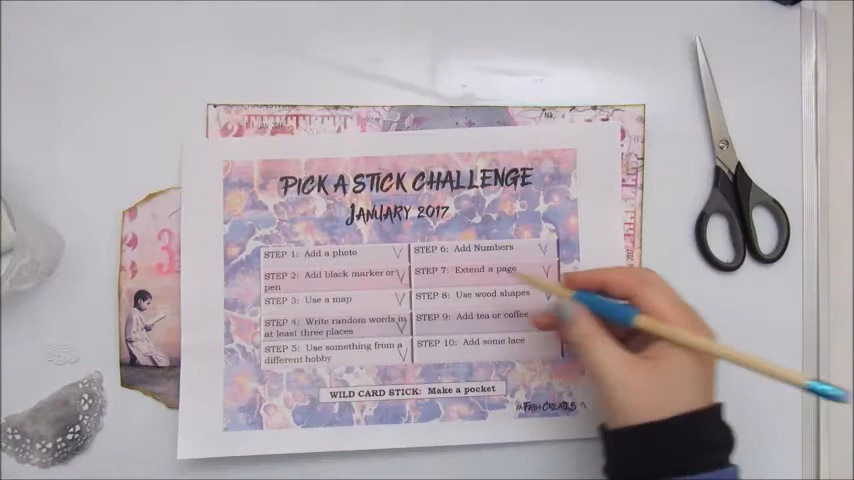 PICK A STICK CHALLENGE
JANUARY 2017
STEP 1: Add a photo
STEP 2: Add black marker or
pen
STEP 3: Use a map
STEP 4: Write random words in
at least three places
STEP 5: Use something from a
different hobby
STEP 6: Add Numbers
STEP 7: Extend a page
STEP 8: Use wood shapes
STEP 9: Add tea or coffee
STEP 10: Add some lace
WILD CARD STICK: Make a pocket